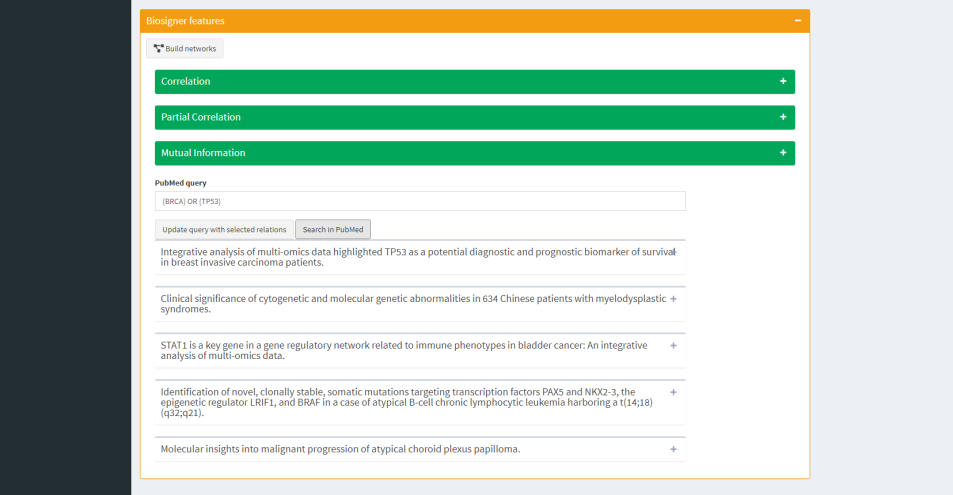 Biosigner features
Build networks
Correlation
Partial Correlation
Mutual Information
PubMed query
(BRCA) OR (TP53)
Update query with selected relations
Search in PubMed
Integrative analysis of multi-omics data highlighted TP53 as a potential diagnostic and prognostic biomarker of survival
in breast invasive carcinoma patients.
Clinical significance of cytogenetic and molecular genetic abnormalities in 634 Chinese patients with myelodysplastic
syndromes.
STAT1 is a key gene in a gene regulatory network related to immune phenotypes in bladder cancer: An integrative
analysis of multi-omics data.
Identification of novel, clonally stable, somatic mutations targeting transcription factors PAX5 and NKX2-3, the
epigenetic regulator LRIF1, and BRAF in a case of atypical B-cell chronic lymphocytic leukemia harboring a t(14;18)
(q32;q21).
Molecular insights into malignant progression of atypical choroid plexus papilloma.